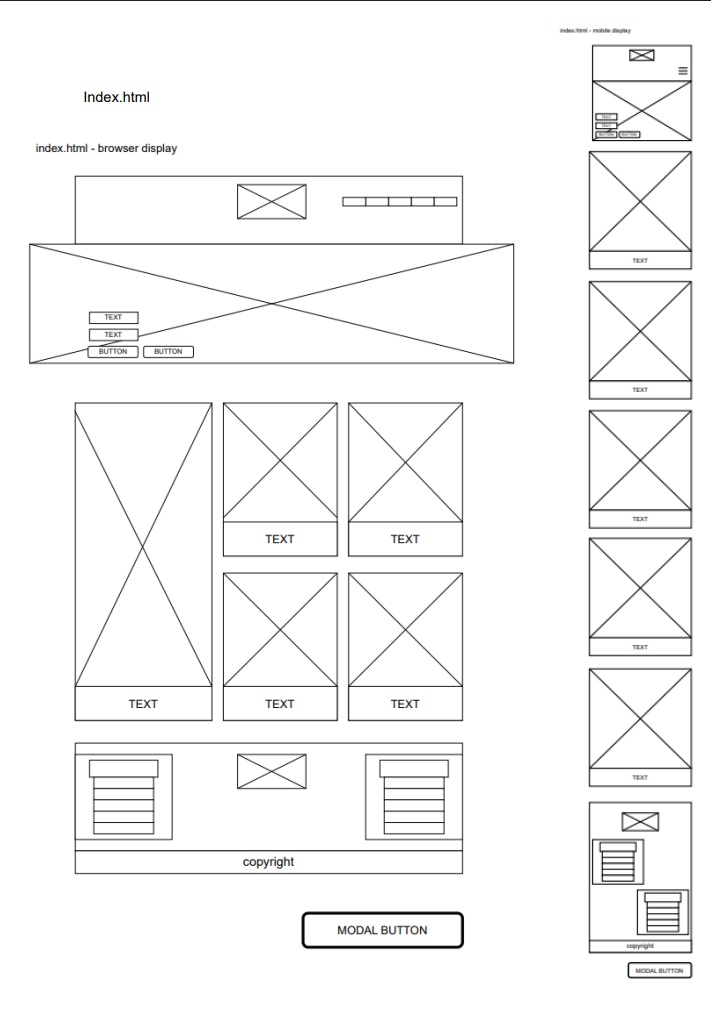 index.html - mobile display
Index.html
index.html - browser display
TEXT
TEXT
BUTTON BUTTON
TEXT TEXT
TEXT TEXT TEXT
copyright
MODAL BUTTON
TEXT
TEXT
BUTTON BUTTON
TEXT
TEXT
TEXT
TEXT
TEXT
copyright
MODAL BUTTON